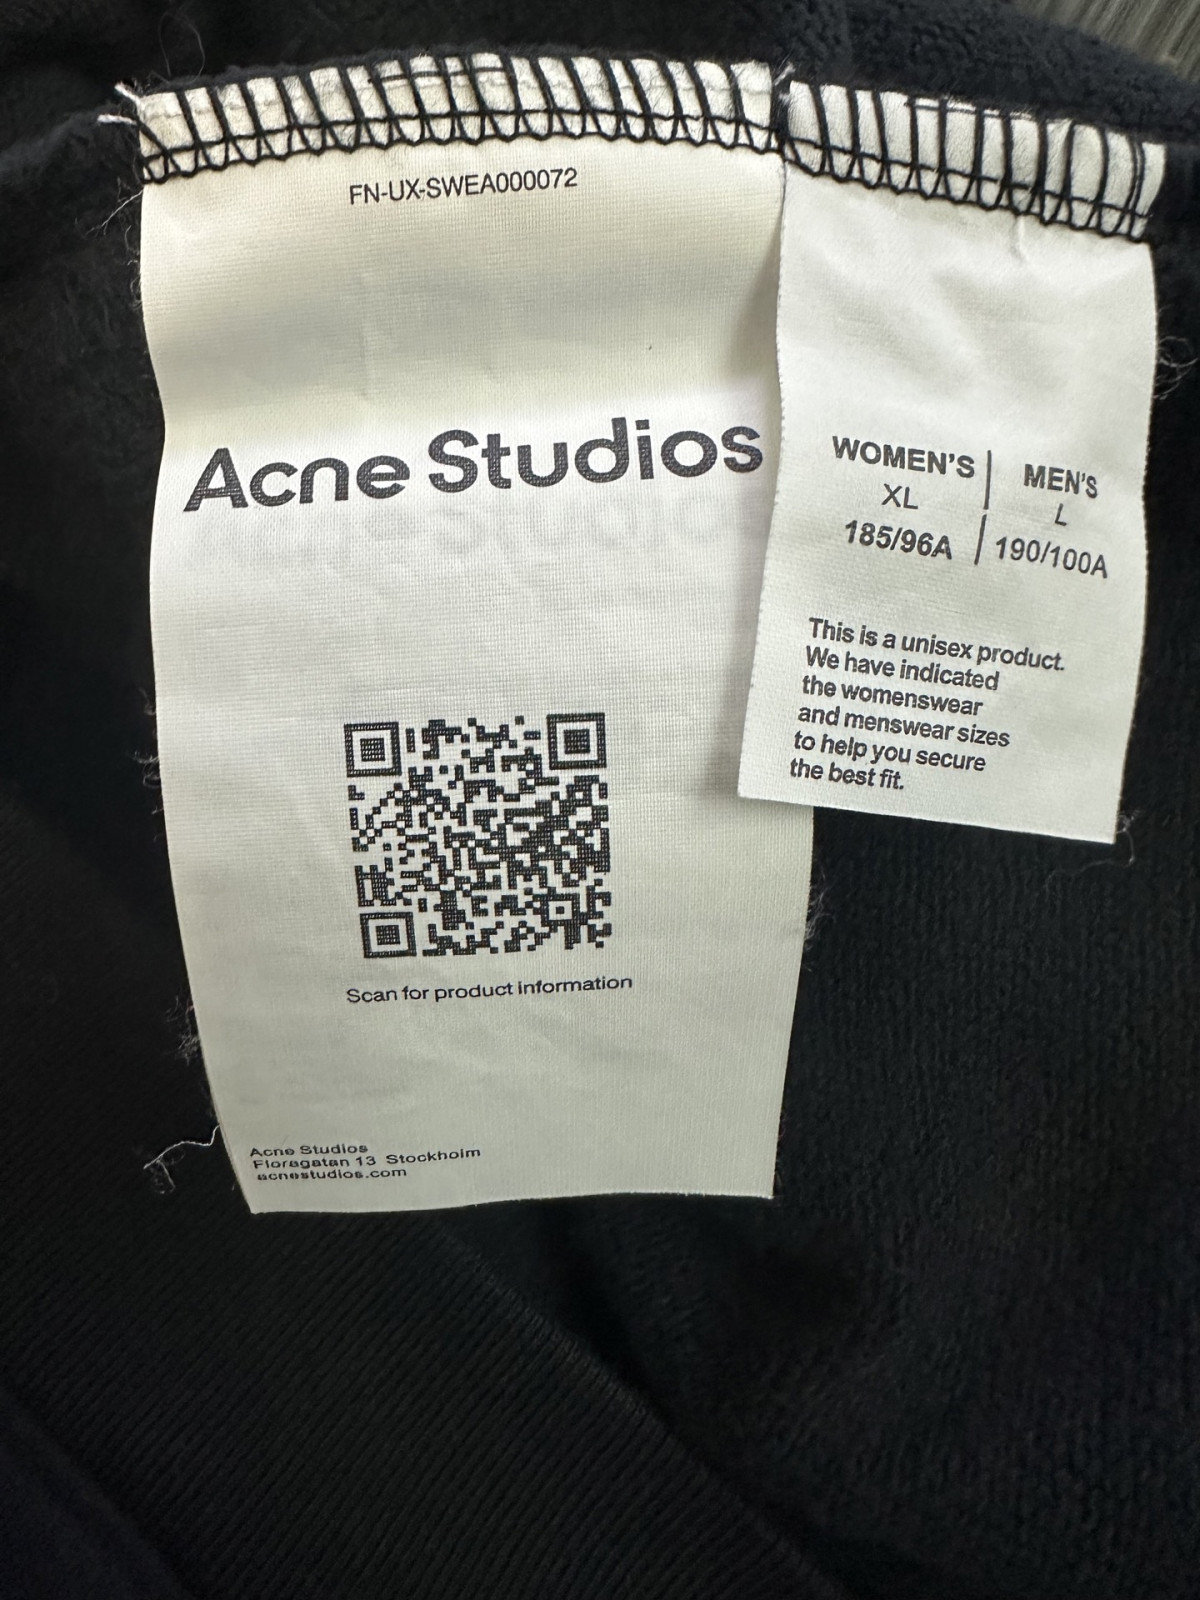 FN-UX-SWEA000072
Acne Studios
Scan for product information
Acne Studios
Floragatan 13 Stockholm
acnestudios.com
WOMEN'S | MEN'S
XL L
185/96A | 190/100A
This is a unisex product.
We have indicated
the womenswear
and menswear sizes
to help you secure
the best fit.